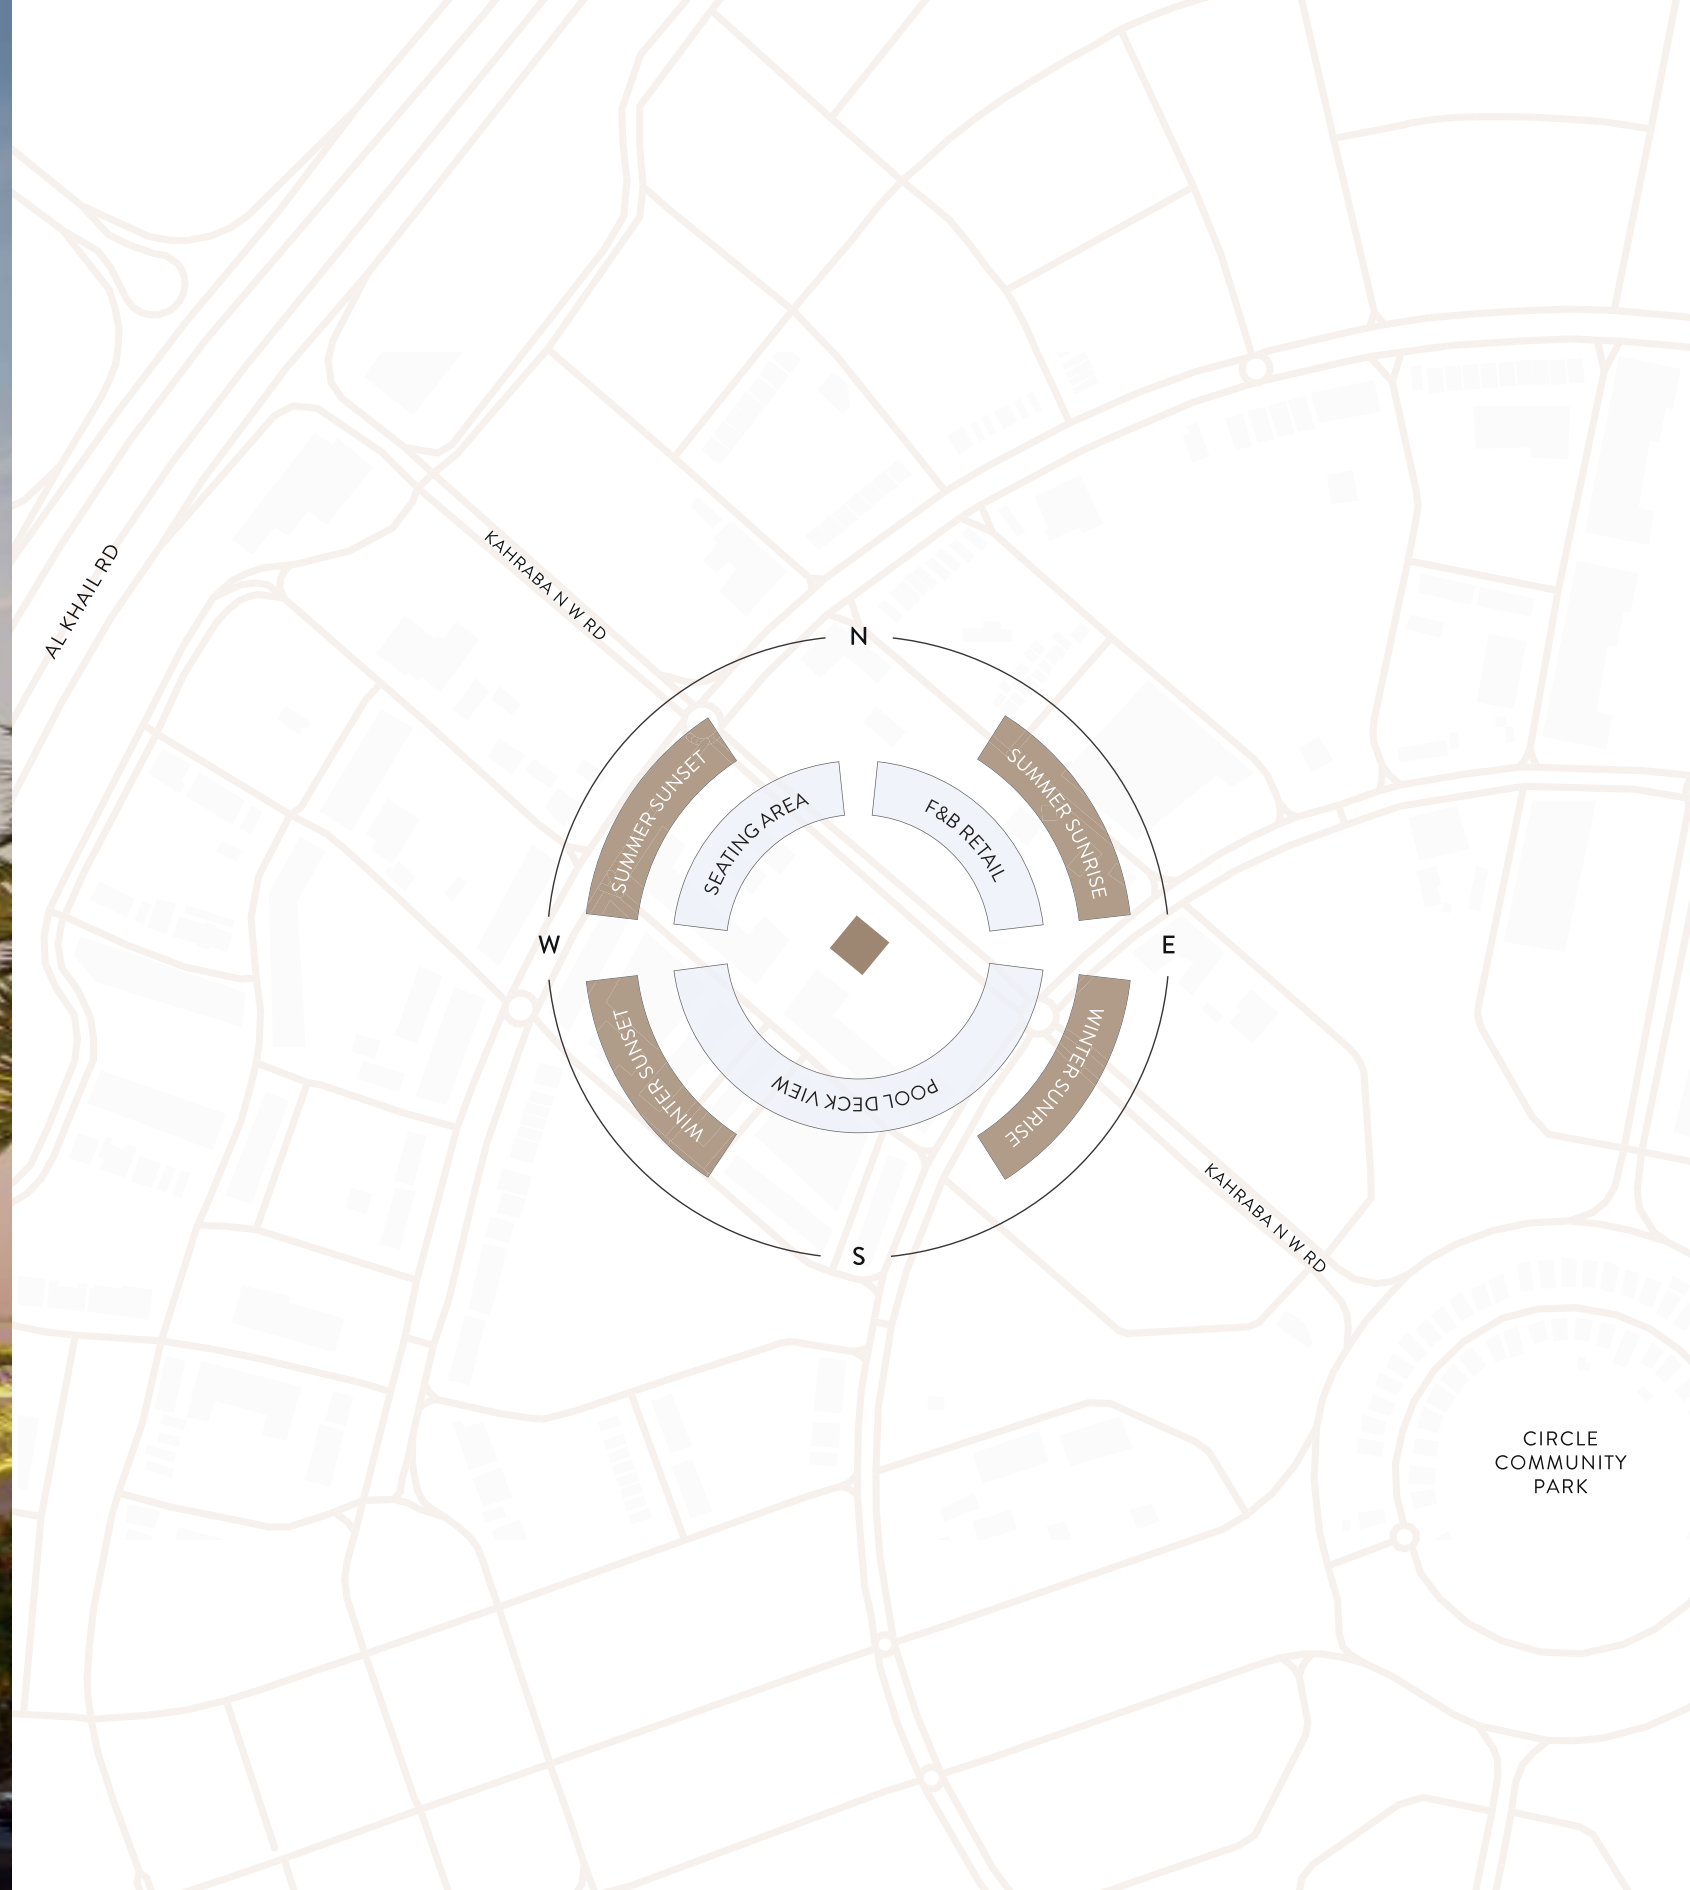 AL KHAIL RD
KAHRABA N W RD
N
SUMMER SUNSET
SUMMER SUNRISE
SEATING AREA
F&B RETAIL
W
E
WINTER SUNSET
WINTER SUNRISE
POOL DECK VIEW
S
KAHRABA N W RD
CIRCLE
COMMUNITY
PARK